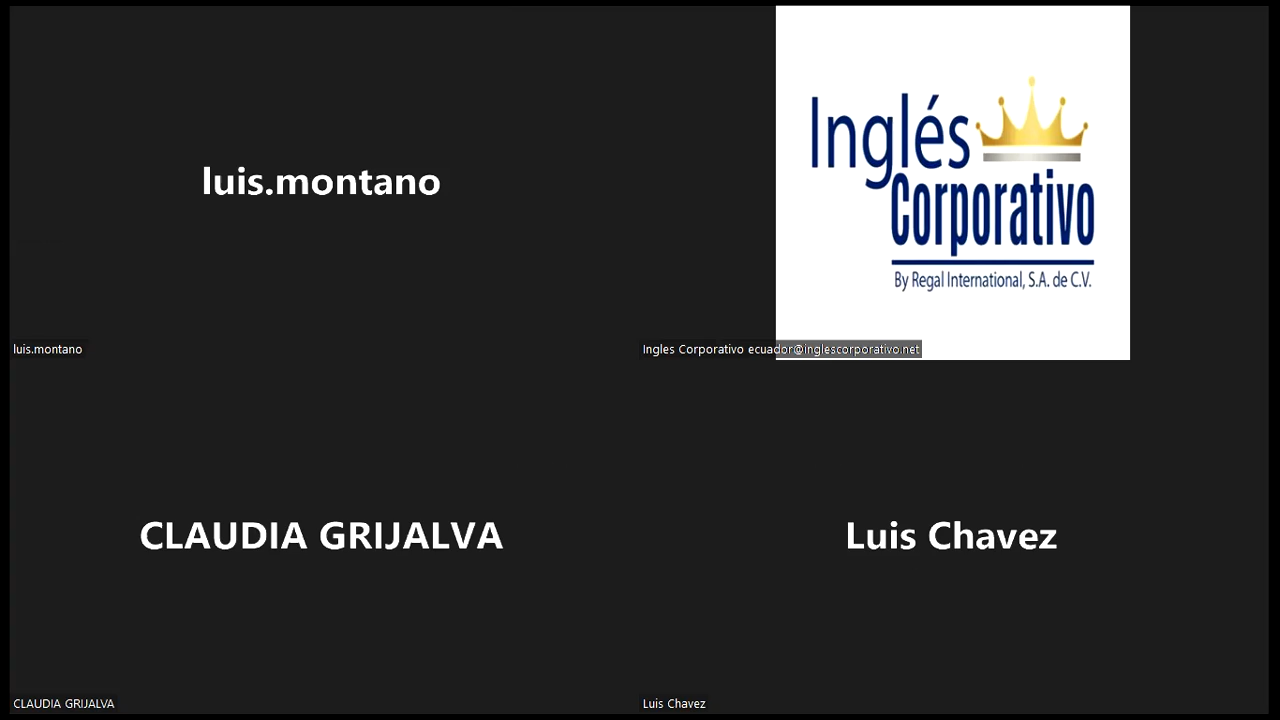 luis.montano
luis.montano
Inglés
Corporativo
By Regal International, S.A. de C.V.
Ingles Corporativo ecuador@inglescorporativo.net
CLAUDIA GRIJALVA
CLAUDIA GRIJALVA
Luis Chavez
Luis Chavez